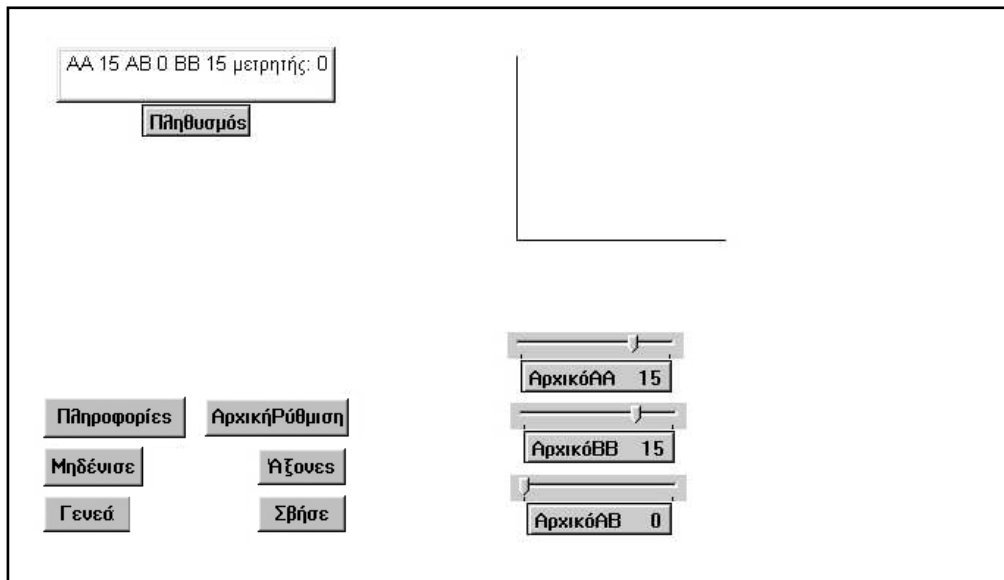 AA 15 AB 0 BB 15 μετρητής: 0
Πληθυσμός
ΑρχικόΑΑ 15
Πληροφορίες
ΑρχικήΡύθμιση
ΑρχικόΒΒ 15
Μηδένισε
Άξονες
ΑρχικόΑΒ 0
Γενεά
Σβήσε